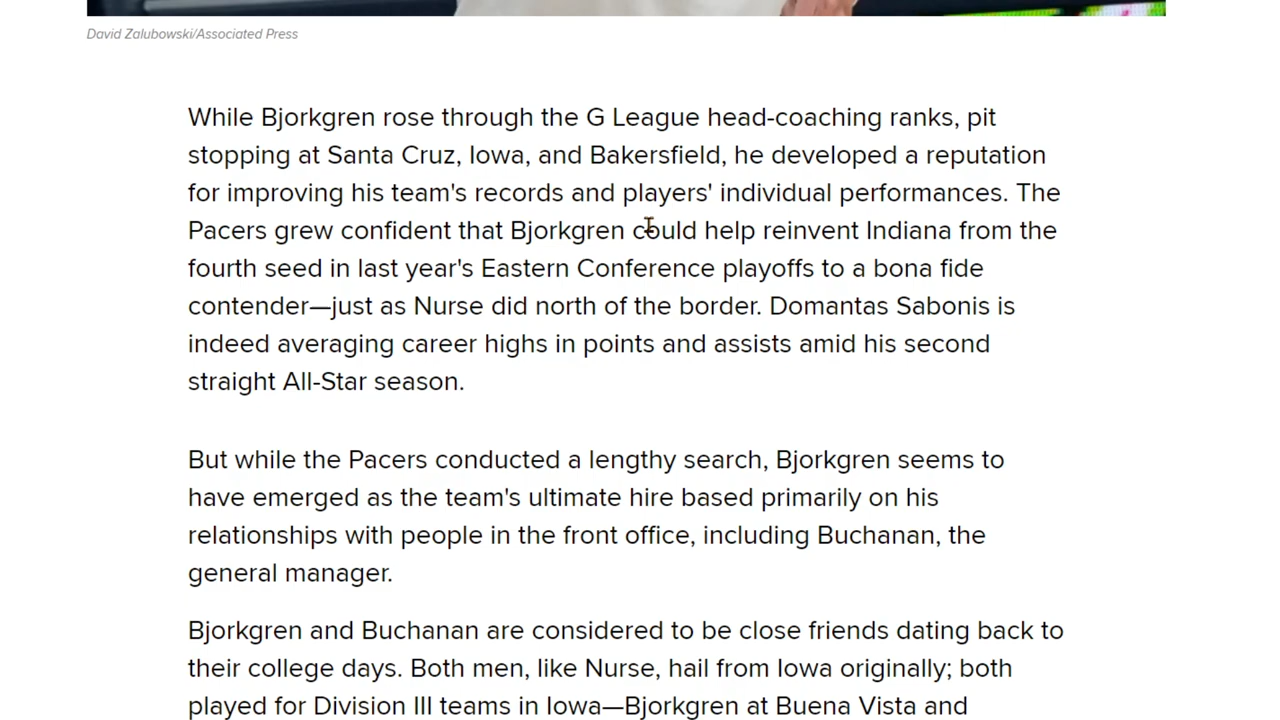 David Zalubowski/Associated Press
While Bjorkgren rose through the G League head-coaching ranks, pit
stopping at Santa Cruz, Iowa, and Bakersfield, he developed a reputation
for improving his team's records and players' individual performances. The
Pacers grew confident that Bjorkgren could help reinvent Indiana from the
fourth seed in last year's Eastern Conference playoffs to a bona fide
contender—just as Nurse did north of the border. Domantas Sabonis is
indeed averaging career highs in points and assists amid his second
straight All-Star season.
But while the Pacers conducted a lengthy search, Bjorkgren seems to
have emerged as the team's ultimate hire based primarily on his
relationships with people in the front office, including Buchanan, the
general manager.
Bjorkgren and Buchanan are considered to be close friends dating back to
their college days. Both men, like Nurse, hail from Iowa originally; both
played for Division III teams in Iowa—Bjorkgren at Buena Vista and